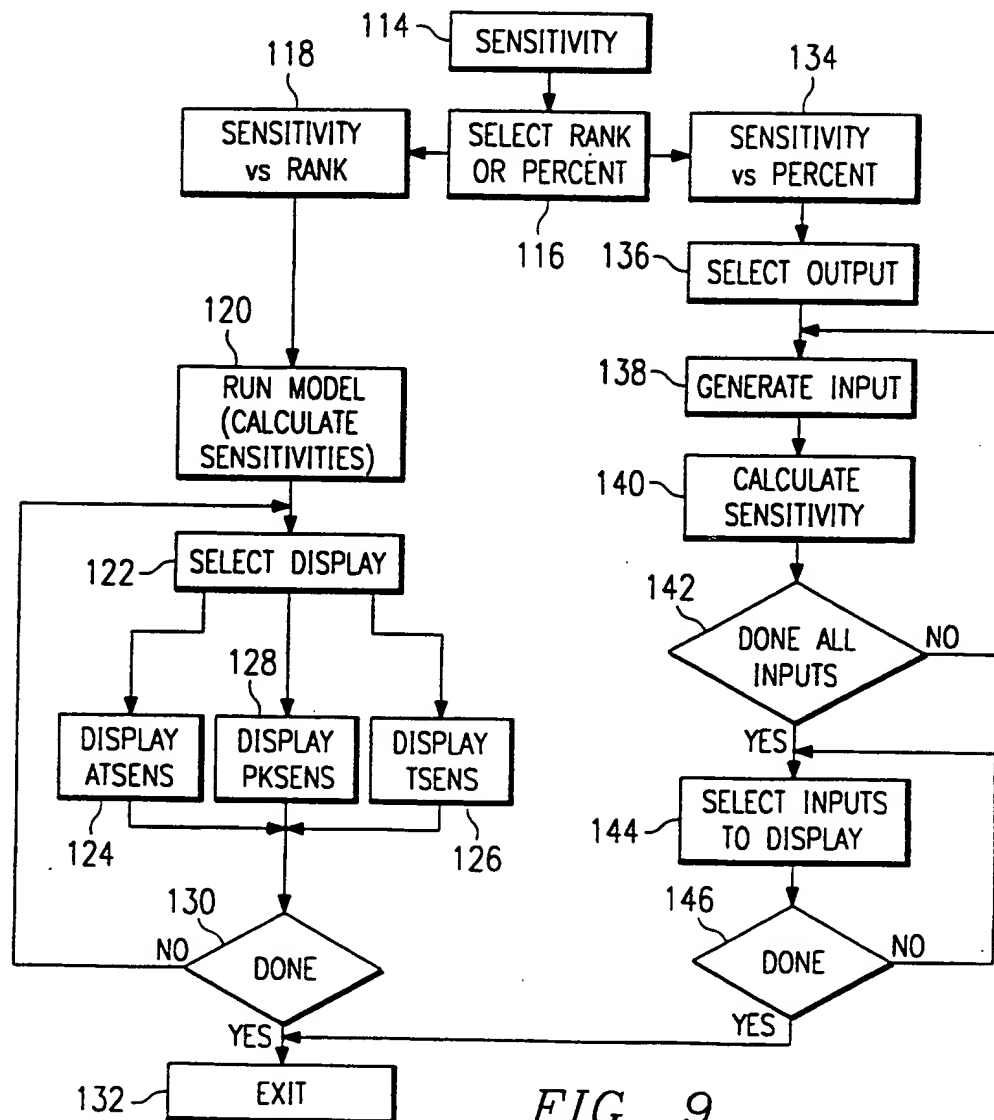 114
SENSITIVITY
118
SENSITIVITY
vs RANK
SELECT RANK
OR PERCENT
116
134
SENSITIVITY
vs PERCENT
136
SELECT OUTPUT
120
RUN MODEL
(CALCULATE
SENSITIVITIES)
138
GENERATE INPUT
140
CALCULATE
SENSITIVITY
122
SELECT DISPLAY
142
DONE ALL
INPUTS
NO
YES
DISPLAY
ATSENS
124
128
DISPLAY
PKSENS
DISPLAY
TSENS
126
144
SELECT INPUTS
TO DISPLAY
130
DONE
NO
YES
146
DONE
NO
YES
132
EXIT
FIG. 9